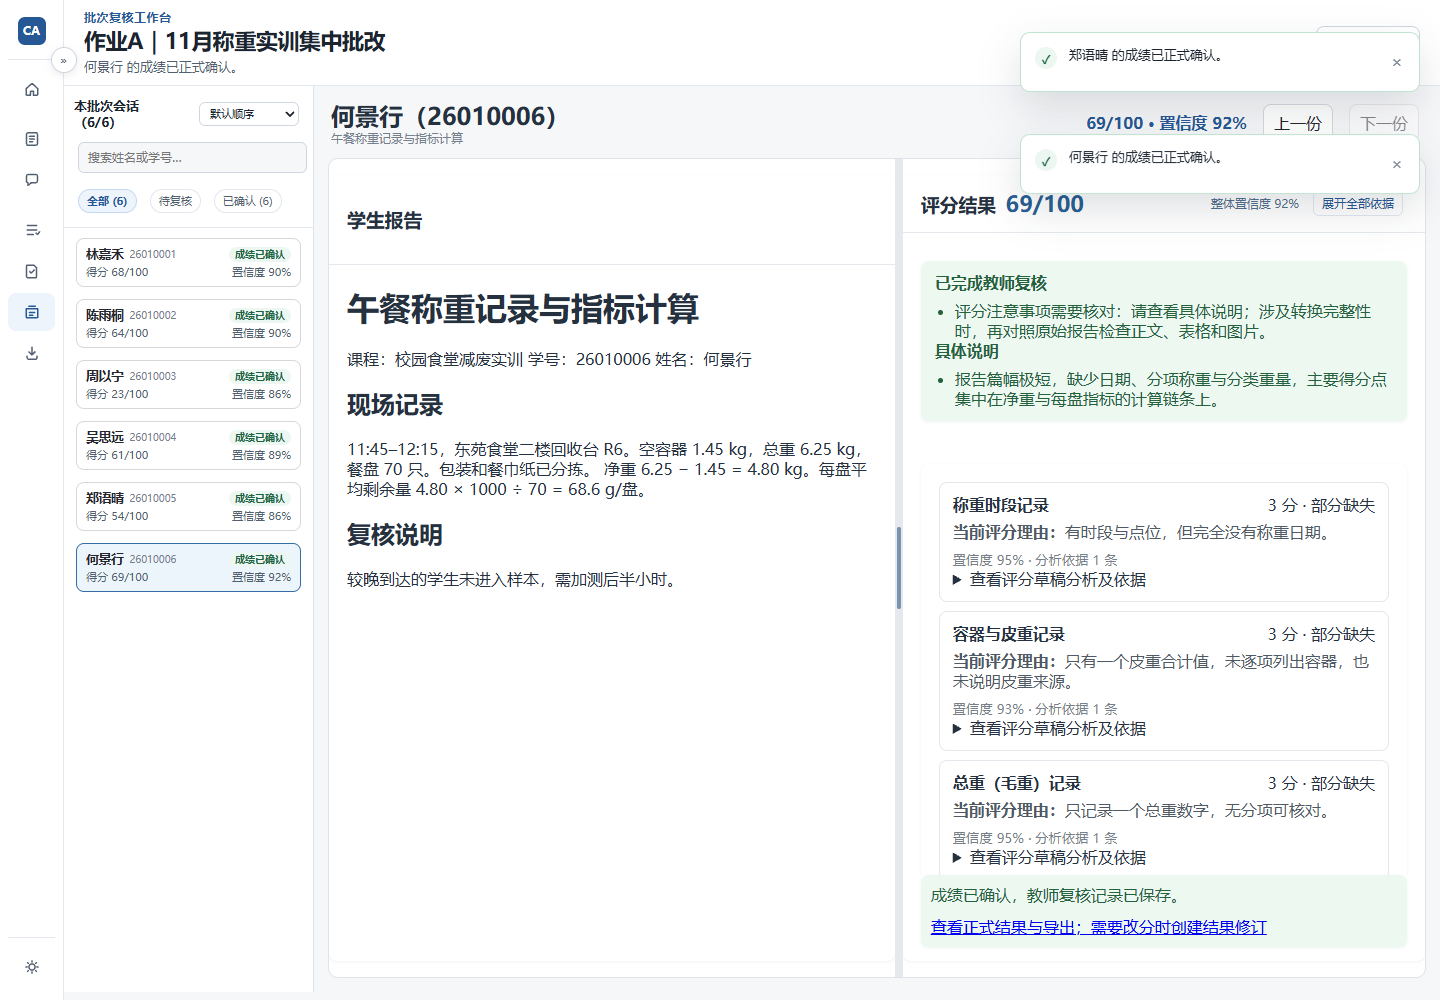 CA
»
批次复核工作台
作业A｜11月称重实训集中批改
何景行 的成绩已正式确认。
本批次会话
（6/6）
默认顺序
搜索姓名或学号...
全部 (6)
待复核
已确认 (6)
林嘉禾 26010001 成绩已确认
得分 68/100 置信度 90%
陈雨桐 26010002 成绩已确认
得分 64/100 置信度 90%
周以宁 26010003 成绩已确认
得分 23/100 置信度 86%
吴思远 26010004 成绩已确认
得分 61/100 置信度 89%
郑语晴 26010005 成绩已确认
得分 54/100 置信度 86%
何景行 26010006 成绩已确认
得分 69/100 置信度 92%
何景行（26010006）
午餐称重记录与指标计算
69/100 • 置信度 92%
上一份
下一份
郑语晴 的成绩已正式确认。
何景行 的成绩已正式确认。
学生报告
午餐称重记录与指标计算
课程：校园食堂减废实训 学号：26010006 姓名：何景行
现场记录
11:45–12:15，东苑食堂二楼回收台 R6。空容器 1.45 kg，总重 6.25 kg，
餐盘 70 只。包装和餐巾纸已分拣。 净重 6.25 − 1.45 = 4.80 kg。每盘平
均剩余量 4.80 × 1000 ÷ 70 = 68.6 g/盘。
复核说明
较晚到达的学生未进入样本，需加测后半小时。
评分结果 69/100
整体置信度 92%
展开全部依据
已完成教师复核
• 评分注意事项需要核对：请查看具体说明；涉及转换完整性
时，再对照原始报告检查正文、表格和图片。
具体说明
• 报告篇幅极短，缺少日期、分项称重与分类重量，主要得分点
集中在净重与每盘指标的计算链条上。
称重时段记录 3 分 · 部分缺失
当前评分理由：有时段与点位，但完全没有称重日期。
置信度 95% · 分析依据 1 条
查看评分草稿分析及依据
容器与皮重记录 3 分 · 部分缺失
当前评分理由：只有一个皮重合计值，未逐项列出容器，也
未说明皮重来源。
置信度 93% · 分析依据 1 条
查看评分草稿分析及依据
总重（毛重）记录 3 分 · 部分缺失
当前评分理由：只记录一个总重数字，无分项可核对。
置信度 95% · 分析依据 1 条
查看评分草稿分析及依据
成绩已确认，教师复核记录已保存。
查看正式结果与导出；需要改分时创建结果修订